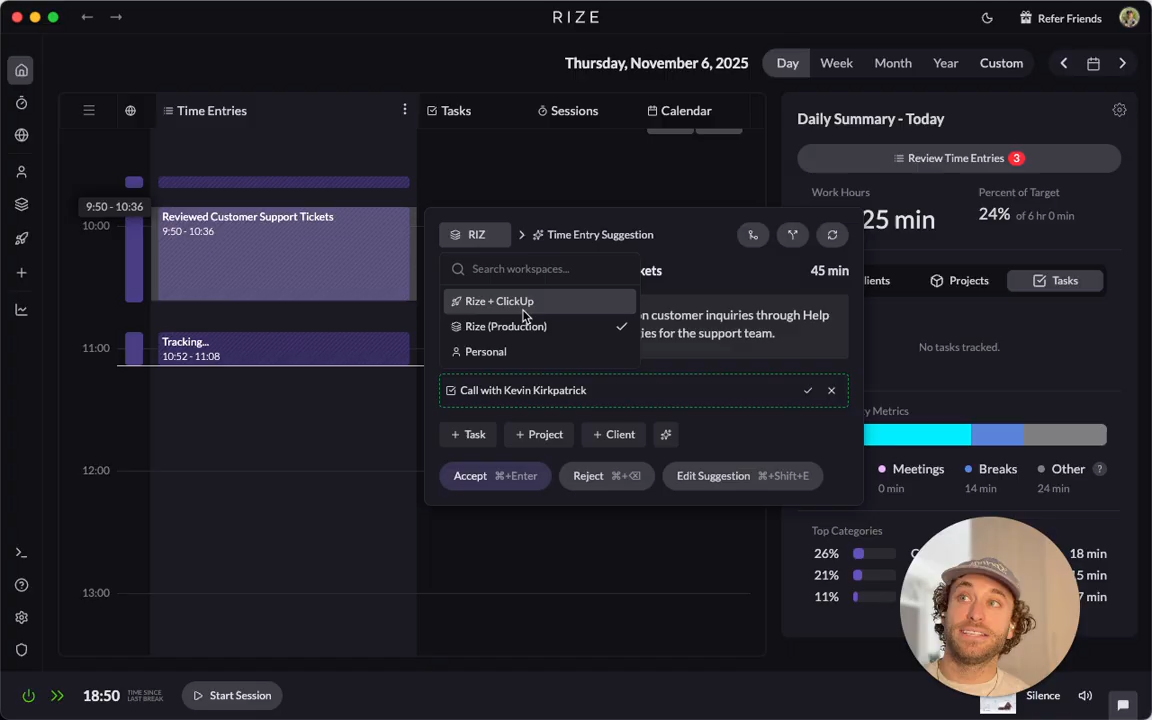 RIZE
Refer Friends
Thursday, November 6, 2025
Day
Week
Month
Year
Custom
Time Entries
Tasks
Sessions
Calendar
9:50 - 10:36
10:00
11:00
12:00
13:00
Reviewed Customer Support Tickets
9:50 - 10:36
Tracking...
10:52 - 11:08
RIZ
Time Entry Suggestion
Search workspaces...
Rize + ClickUp
Rize (Production)
Personal
45 min
on customer inquiries through Help
for the support team.
Call with Kevin Kirkpatrick
+ Task
+ Project
+ Client
Accept ⌘+Enter
Reject ⌘+⌫
Edit Suggestion ⌘+Shift+E
Daily Summary - Today
Review Time Entries 3
Work Hours
25 min
Percent of Target
24% of 6 hr 0 min
Projects
Tasks
No tasks tracked.
Metrics
Meetings
0 min
Breaks
14 min
Other ?
24 min
Top Categories
26%
18 min
21%
15 min
11%
7 min
18:50
TIME SINCE
LAST BREAK
Start Session
Silence